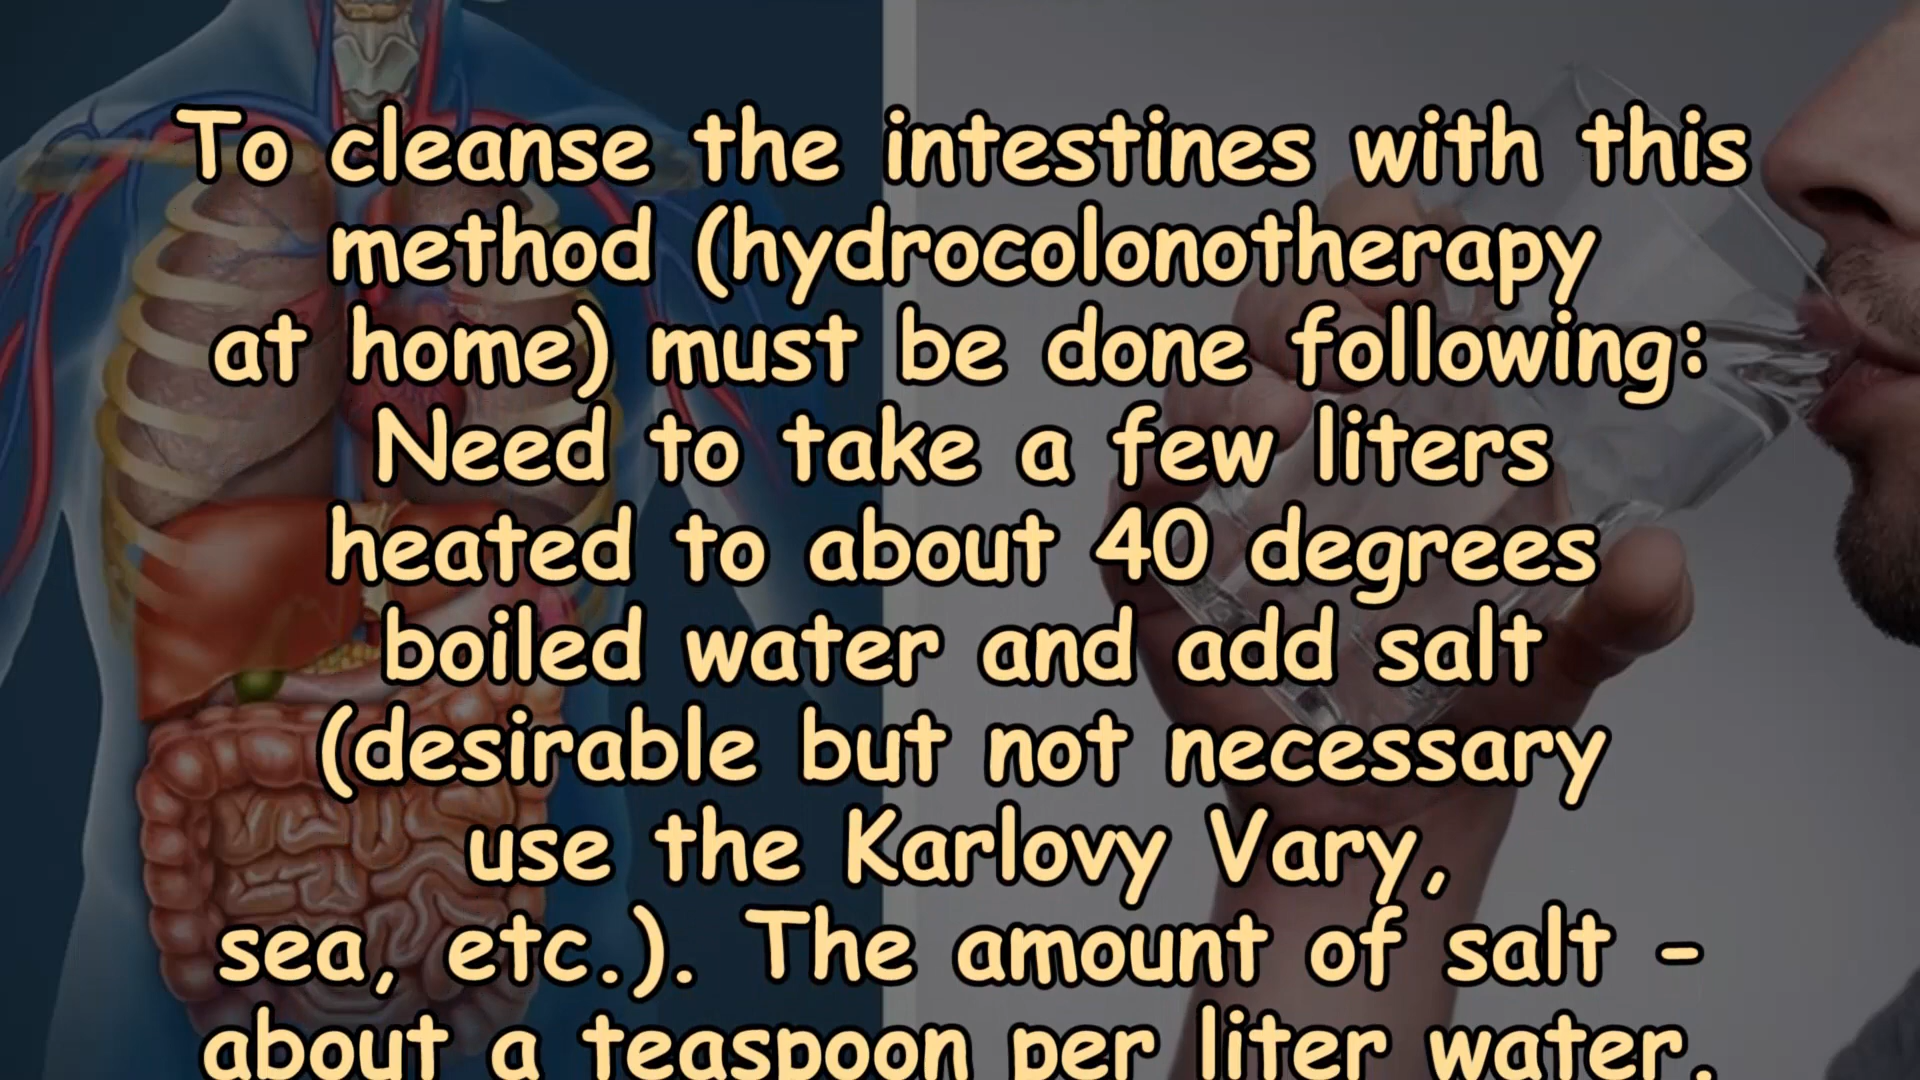 To cleanse the intestines with this
method (hydrocolonotherapy
at home) must be done following:
Need to take a few liters
heated to about 40 degrees
boiled water and add salt
(desirable but not necessary
use the Karlovy Vary,
sea, etc.). The amount of salt -
about a teaspoon per liter water.